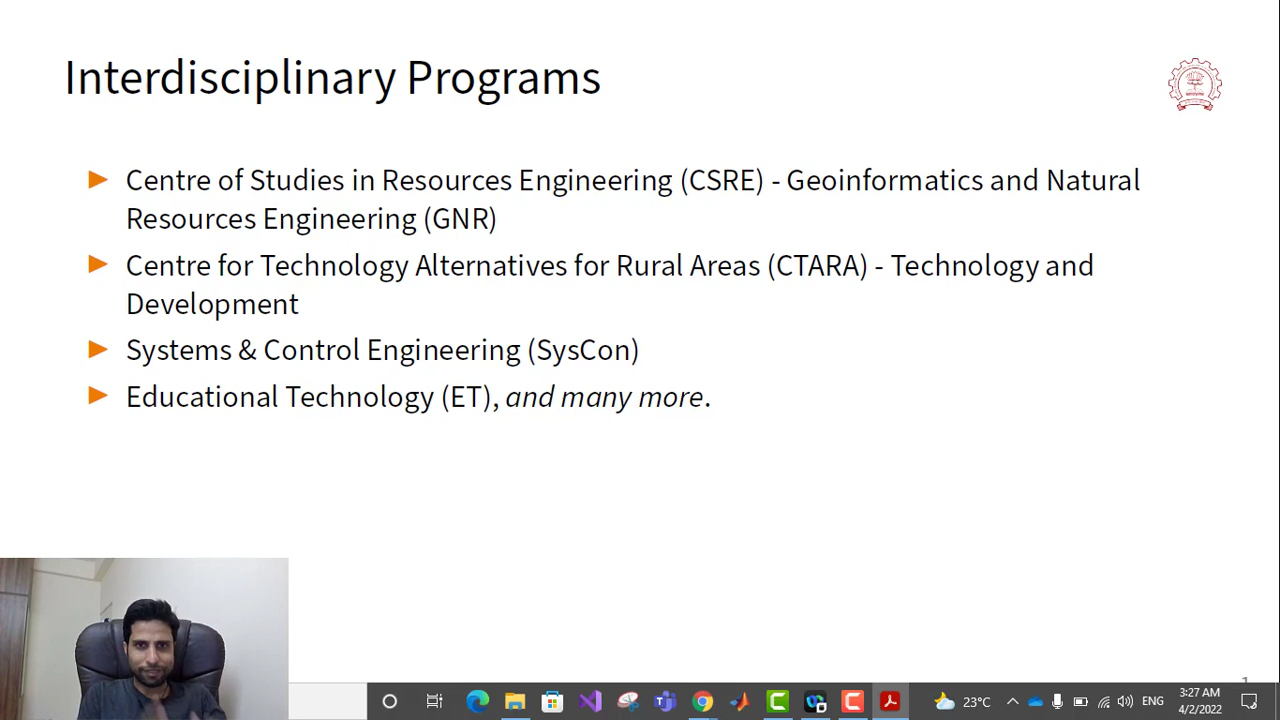 Interdisciplinary Programs
Centre of Studies in Resources Engineering (CSRE) - Geoinformatics and Natural
Resources Engineering (GNR)
Centre for Technology Alternatives for Rural Areas (CTARA) - Technology and
Development
Systems & Control Engineering (SysCon)
Educational Technology (ET), and many more.
23°C
ENG
3:27 AM
4/2/2022